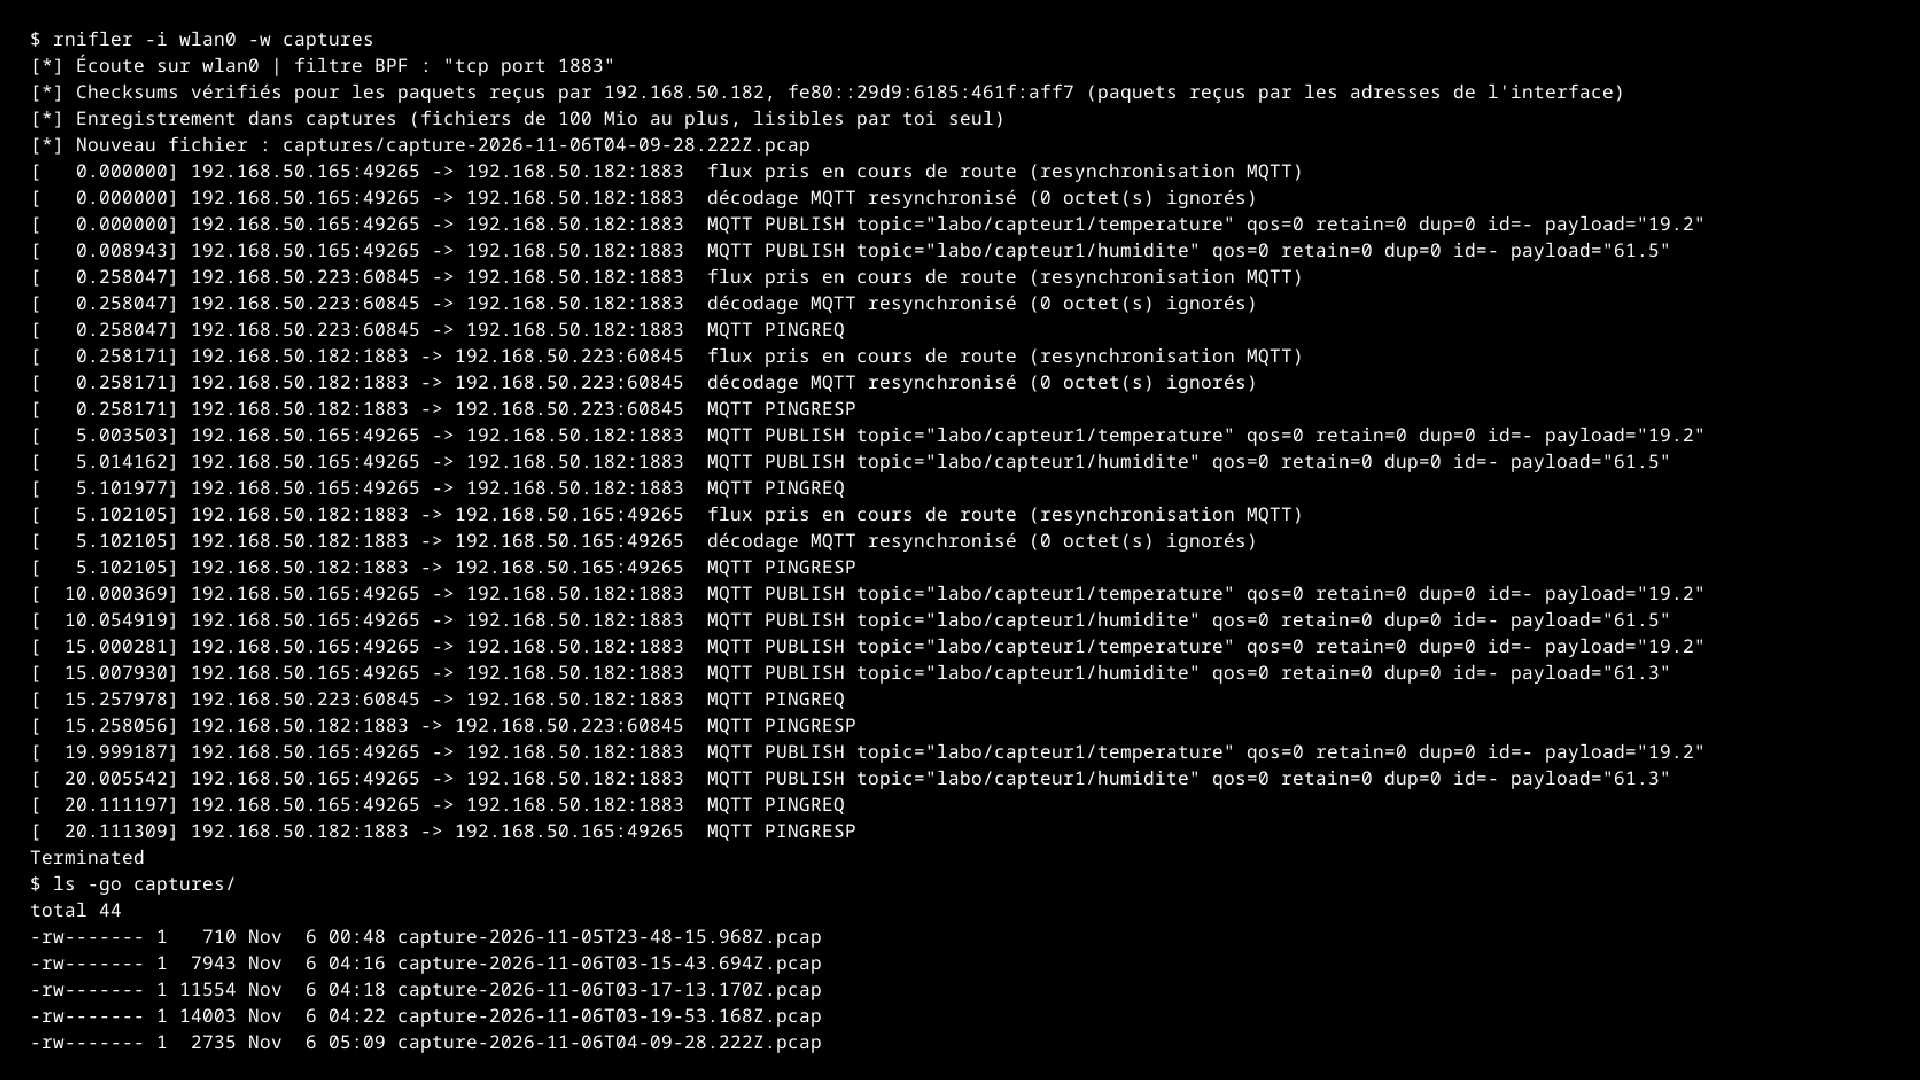 $ rnifler -i wlan0 -w captures
[*] Écoute sur wlan0 | filtre BPF : "tcp port 1883"
[*] Checksums vérifiés pour les paquets reçus par 192.168.50.182, fe80::29d9:6185:461f:aff7 (paquets reçus par les adresses de l'interface)
[*] Enregistrement dans captures (fichiers de 100 Mio au plus, lisibles par toi seul)
[*] Nouveau fichier : captures/capture-2026-11-06T04-09-28.222Z.pcap
[   0.000000] 192.168.50.165:49265 -> 192.168.50.182:1883  flux pris en cours de route (resynchronisation MQTT)
[   0.000000] 192.168.50.165:49265 -> 192.168.50.182:1883  décodage MQTT resynchronisé (0 octet(s) ignorés)
[   0.000000] 192.168.50.165:49265 -> 192.168.50.182:1883  MQTT PUBLISH topic="labo/capteur1/temperature" qos=0 retain=0 dup=0 id=- payload="19.2"
[   0.008943] 192.168.50.165:49265 -> 192.168.50.182:1883  MQTT PUBLISH topic="labo/capteur1/humidite" qos=0 retain=0 dup=0 id=- payload="61.5"
[   0.258047] 192.168.50.223:60845 -> 192.168.50.182:1883  flux pris en cours de route (resynchronisation MQTT)
[   0.258047] 192.168.50.223:60845 -> 192.168.50.182:1883  décodage MQTT resynchronisé (0 octet(s) ignorés)
[   0.258047] 192.168.50.223:60845 -> 192.168.50.182:1883  MQTT PINGREQ
[   0.258171] 192.168.50.182:1883 -> 192.168.50.223:60845  flux pris en cours de route (resynchronisation MQTT)
[   0.258171] 192.168.50.182:1883 -> 192.168.50.223:60845  décodage MQTT resynchronisé (0 octet(s) ignorés)
[   0.258171] 192.168.50.182:1883 -> 192.168.50.223:60845  MQTT PINGRESP
[   5.003503] 192.168.50.165:49265 -> 192.168.50.182:1883  MQTT PUBLISH topic="labo/capteur1/temperature" qos=0 retain=0 dup=0 id=- payload="19.2"
[   5.014162] 192.168.50.165:49265 -> 192.168.50.182:1883  MQTT PUBLISH topic="labo/capteur1/humidite" qos=0 retain=0 dup=0 id=- payload="61.5"
[   5.101977] 192.168.50.165:49265 -> 192.168.50.182:1883  MQTT PINGREQ
[   5.102105] 192.168.50.182:1883 -> 192.168.50.165:49265  flux pris en cours de route (resynchronisation MQTT)
[   5.102105] 192.168.50.182:1883 -> 192.168.50.165:49265  décodage MQTT resynchronisé (0 octet(s) ignorés)
[   5.102105] 192.168.50.182:1883 -> 192.168.50.165:49265  MQTT PINGRESP
[  10.000369] 192.168.50.165:49265 -> 192.168.50.182:1883  MQTT PUBLISH topic="labo/capteur1/temperature" qos=0 retain=0 dup=0 id=- payload="19.2"
[  10.054919] 192.168.50.165:49265 -> 192.168.50.182:1883  MQTT PUBLISH topic="labo/capteur1/humidite" qos=0 retain=0 dup=0 id=- payload="61.5"
[  15.000281] 192.168.50.165:49265 -> 192.168.50.182:1883  MQTT PUBLISH topic="labo/capteur1/temperature" qos=0 retain=0 dup=0 id=- payload="19.2"
[  15.007930] 192.168.50.165:49265 -> 192.168.50.182:1883  MQTT PUBLISH topic="labo/capteur1/humidite" qos=0 retain=0 dup=0 id=- payload="61.3"
[  15.257978] 192.168.50.223:60845 -> 192.168.50.182:1883  MQTT PINGREQ
[  15.258056] 192.168.50.182:1883 -> 192.168.50.223:60845  MQTT PINGRESP
[  19.999187] 192.168.50.165:49265 -> 192.168.50.182:1883  MQTT PUBLISH topic="labo/capteur1/temperature" qos=0 retain=0 dup=0 id=- payload="19.2"
[  20.005542] 192.168.50.165:49265 -> 192.168.50.182:1883  MQTT PUBLISH topic="labo/capteur1/humidite" qos=0 retain=0 dup=0 id=- payload="61.3"
[  20.111197] 192.168.50.165:49265 -> 192.168.50.182:1883  MQTT PINGREQ
[  20.111309] 192.168.50.182:1883 -> 192.168.50.165:49265  MQTT PINGRESP
Terminated
$ ls -go captures/
total 44
-rw------- 1   710 Nov  6 00:48 capture-2026-11-05T23-48-15.968Z.pcap
-rw------- 1  7943 Nov  6 04:16 capture-2026-11-06T03-15-43.694Z.pcap
-rw------- 1 11554 Nov  6 04:18 capture-2026-11-06T03-17-13.170Z.pcap
-rw------- 1 14003 Nov  6 04:22 capture-2026-11-06T03-19-53.168Z.pcap
-rw------- 1  2735 Nov  6 05:09 capture-2026-11-06T04-09-28.222Z.pcap